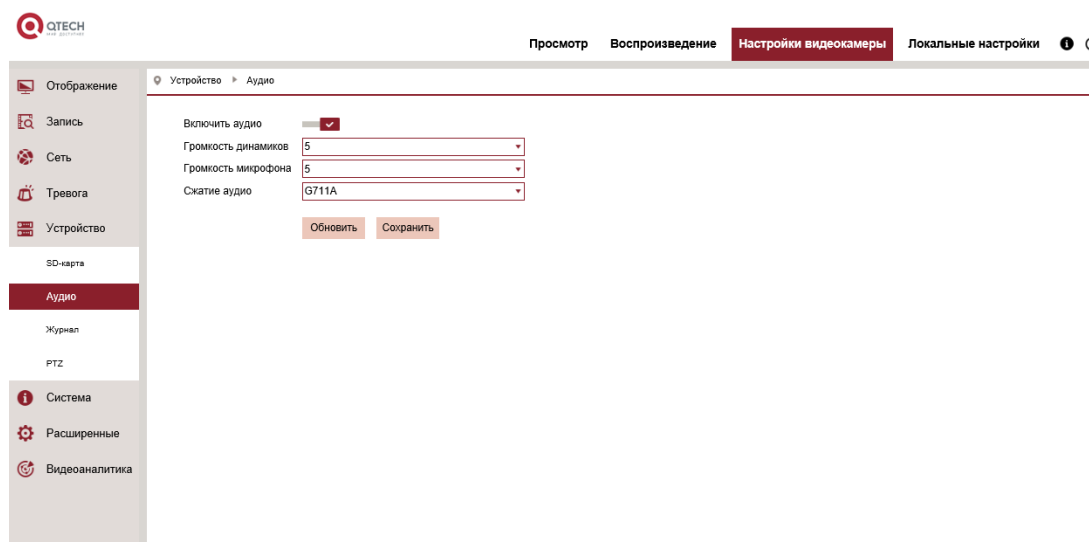 QTECH
Просмотр Воспроизведение Настройки видеокамеры Локальные настройки
Устройство Аудио
Отображение
Запись
Сеть
Тревога
Устройство
SD-карта
Аудио
Журнал
PTZ
Система
Расширенные
Видеоаналитика
Включить аудио
Громкость динамиков 5
Громкость микрофона 5
Сжатие аудио G711A
Обновить Сохранить